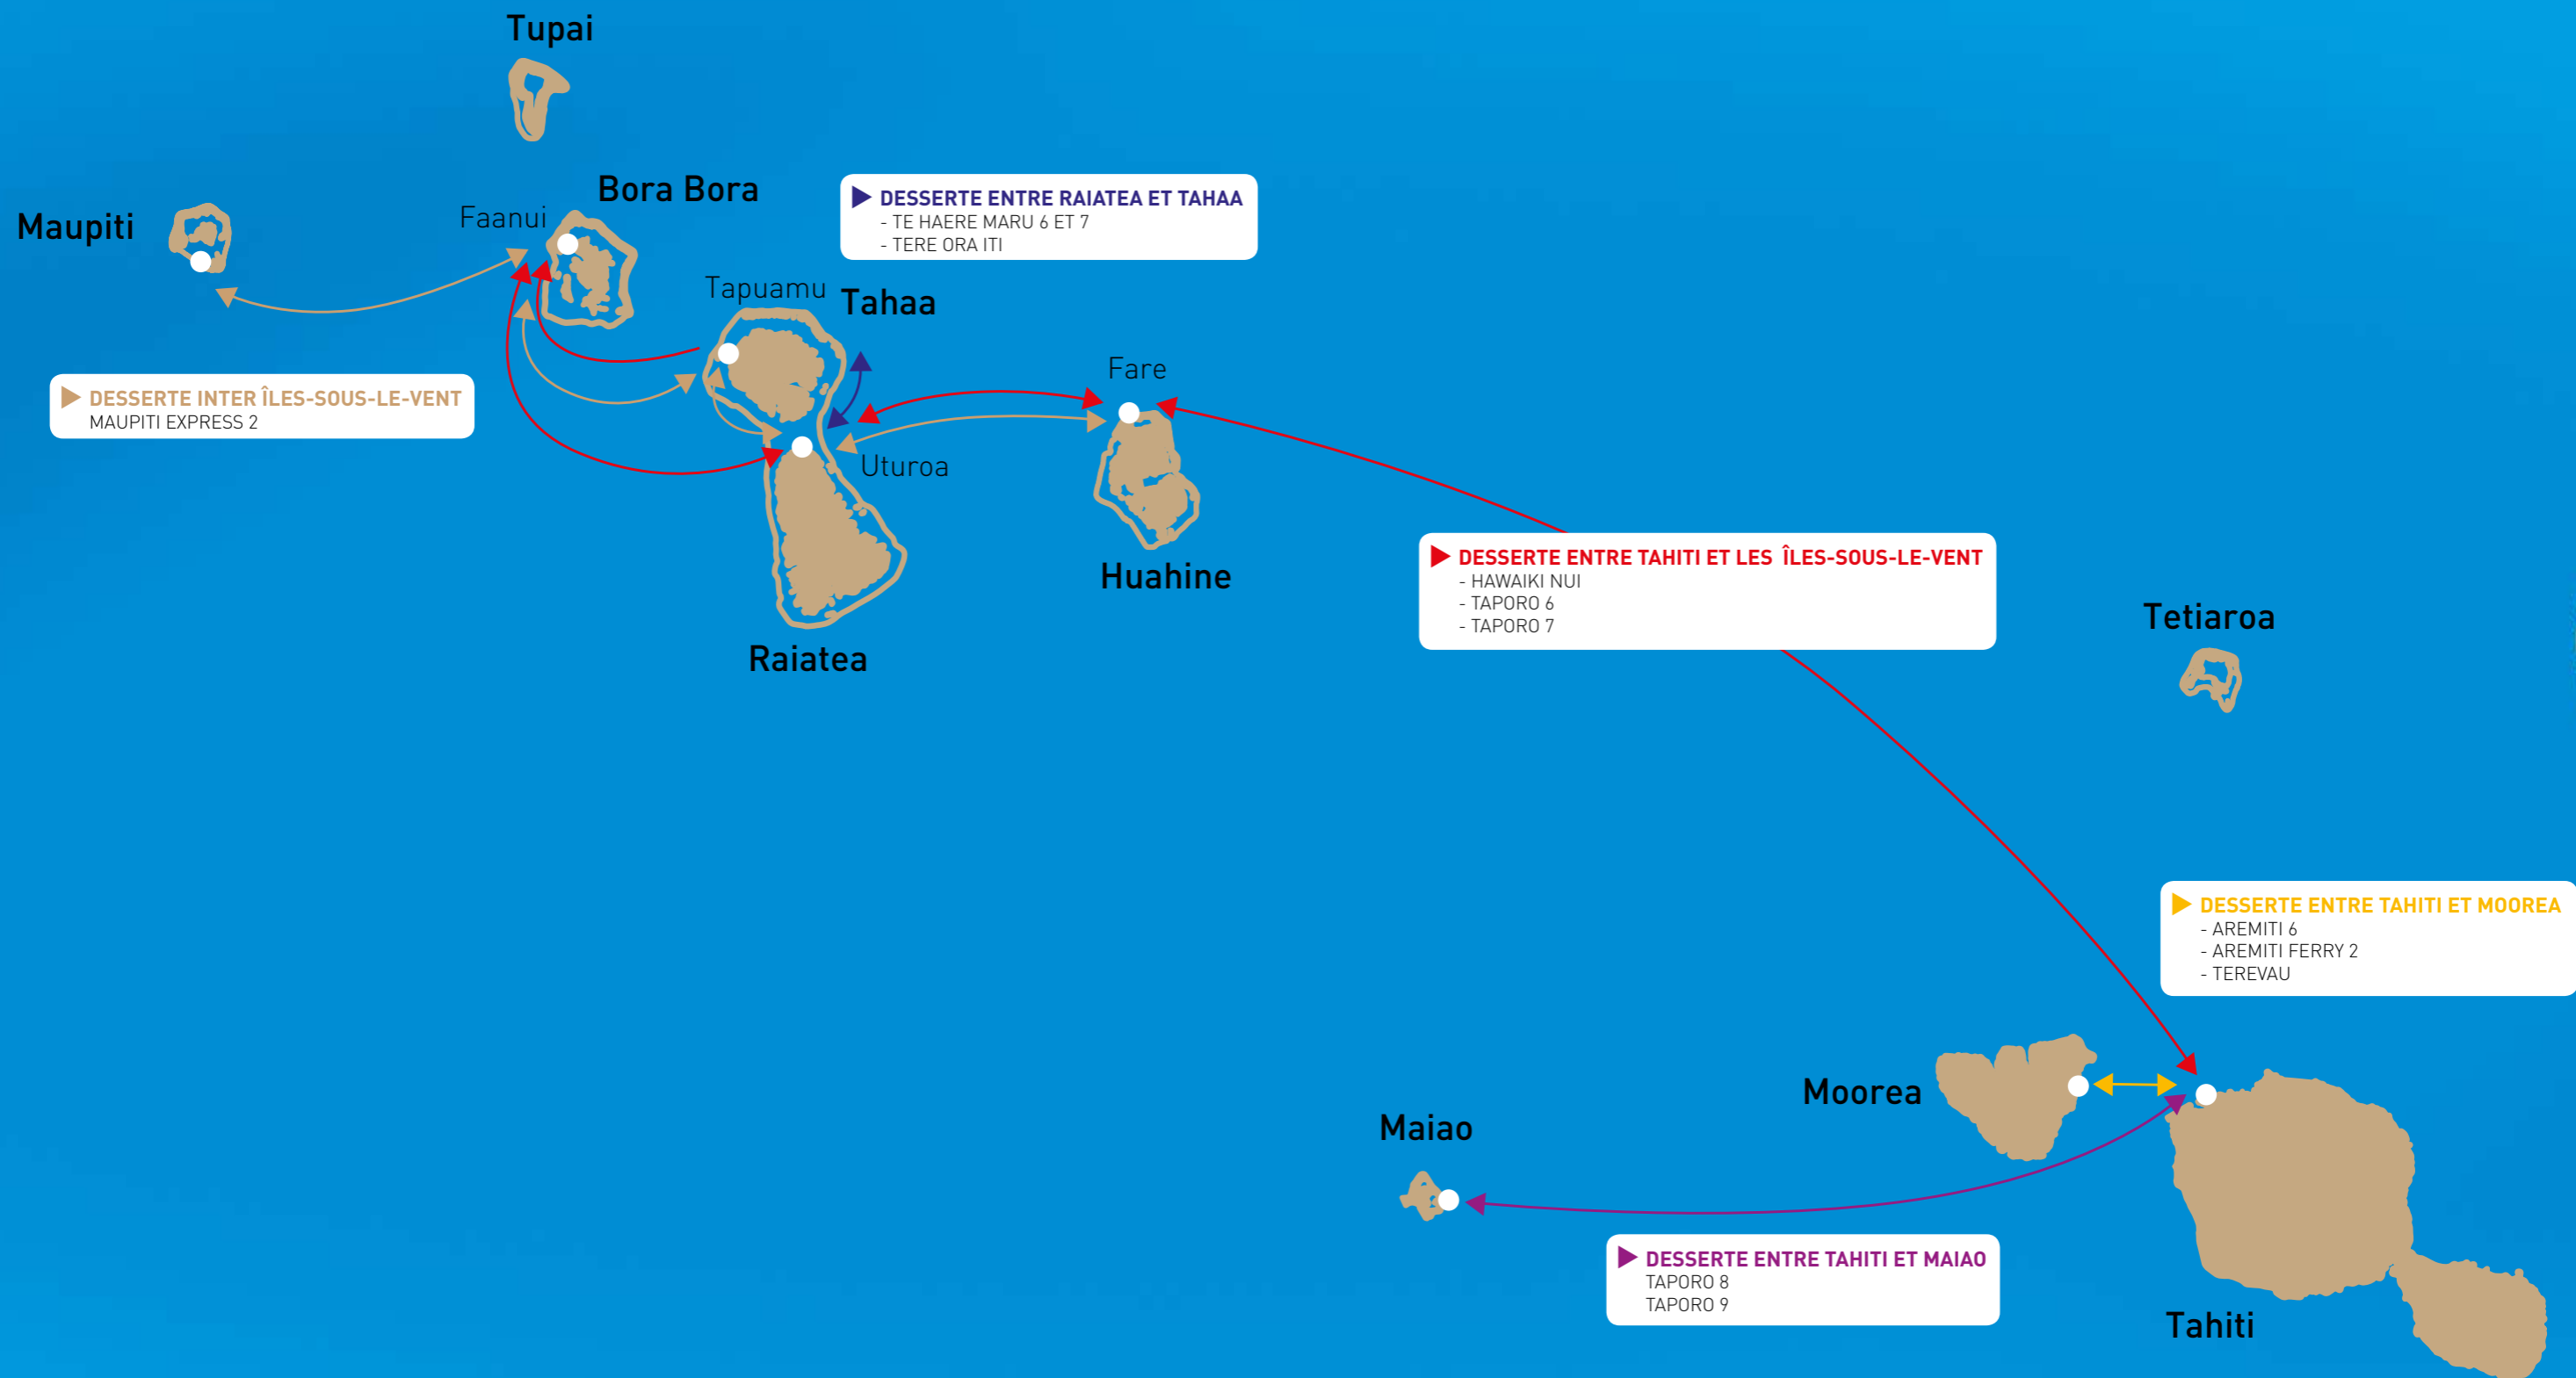 Tupai
Bora Bora
Faanui
Maupiti
DESSERTE ENTRE RAIATEA ET TAHAA
- TE HAERE MARU 6 ET 7
- TERE ORA ITI
Tapuamu
Tahaa
DESSERTE INTER ÎLES-SOUS-LE-VENT
MAUPITI EXPRESS 2
Fare
Uturoa
Huahine
Raiatea
DESSERTE ENTRE TAHITI ET LES ÎLES-SOUS-LE-VENT
- HAWAIKI NUI
- TAPORO 6
- TAPORO 7
Tetiaroa
DESSERTE ENTRE TAHITI ET MOOREA
- AREMITI 6
- AREMITI FERRY 2
- TEREVAU
Moorea
Maiao
DESSERTE ENTRE TAHITI ET MAIAO
TAPORO 8
TAPORO 9
Tahiti